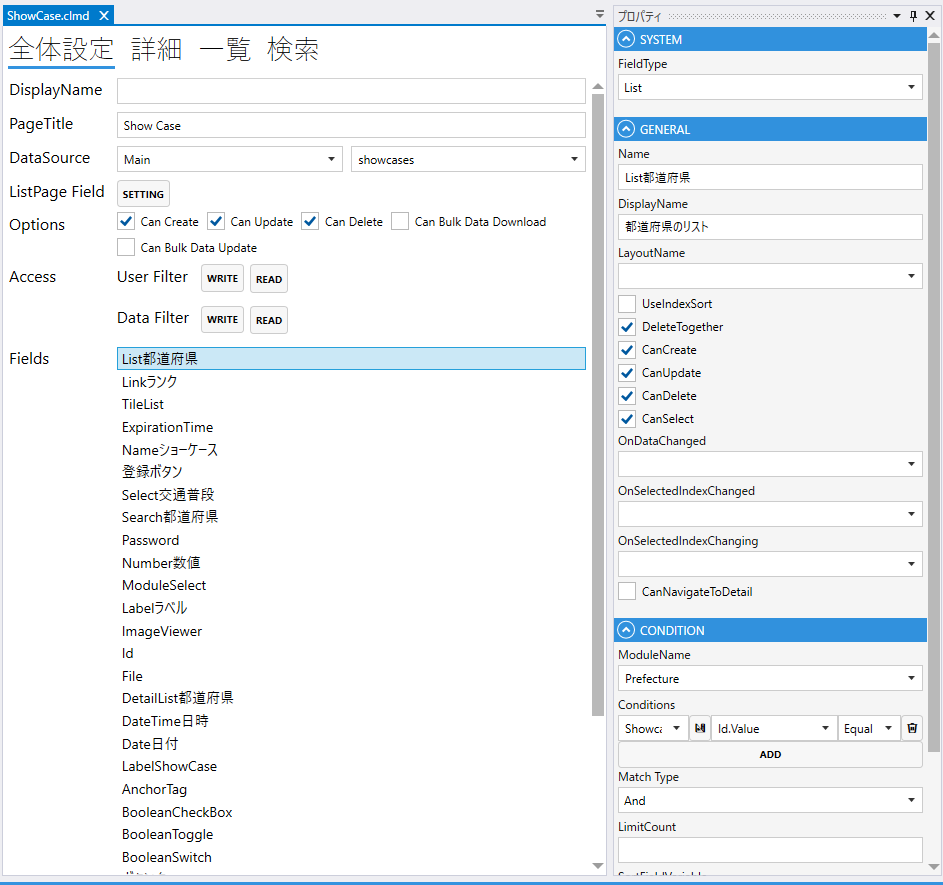 ShowCase.clmd
全体設定 詳細 一覧 検索
DisplayName
PageTitle Show Case
DataSource Main showcases
ListPage Field SETTING
Options Can Create Can Update Can Delete Can Bulk Data Download
Can Bulk Data Update
Access User Filter WRITE READ
Data Filter WRITE READ
Fields List都道府県
Linkランク
TileList
ExpirationTime
Nameショーケース
登録ボタン
Select交通普段
Search都道府県
Password
Number数値
ModuleSelect
Labelラベル
ImageViewer
Id
File
DetailList都道府県
DateTime日時
Date日付
LabelShowCase
AnchorTag
BooleanCheckBox
BooleanToggle
BooleanSwitch
プロパティ
SYSTEM
FieldType
List
GENERAL
Name
List都道府県
DisplayName
都道府県のリスト
LayoutName
UseIndexSort
DeleteTogether
CanCreate
CanUpdate
CanDelete
CanSelect
OnDataChanged
OnSelectedIndexChanged
OnSelectedIndexChanging
CanNavigateToDetail
CONDITION
ModuleName
Prefecture
Conditions
Showca Id.Value Equal
ADD
Match Type
And
LimitCount